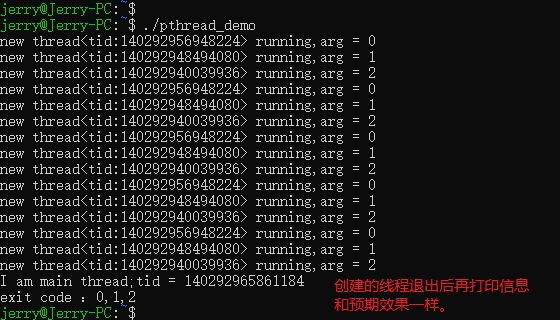 jerry@Jerry-PC:~$
jerry@Jerry-PC:~$ ./pthread_demo
new thread<tid:140292956948224> running,arg = 0
new thread<tid:140292948494080> running,arg = 1
new thread<tid:140292940039936> running,arg = 2
new thread<tid:140292956948224> running,arg = 0
new thread<tid:140292948494080> running,arg = 1
new thread<tid:140292940039936> running,arg = 2
new thread<tid:140292956948224> running,arg = 0
new thread<tid:140292948494080> running,arg = 1
new thread<tid:140292940039936> running,arg = 2
new thread<tid:140292956948224> running,arg = 0
new thread<tid:140292948494080> running,arg = 1
new thread<tid:140292940039936> running,arg = 2
new thread<tid:140292956948224> running,arg = 0
new thread<tid:140292948494080> running,arg = 1
new thread<tid:140292940039936> running,arg = 2
I am main thread;tid = 140292965861184
exit code : 0,1,2
jerry@Jerry-PC:~$
创建的线程退出后再打印信息
和预期效果一样。